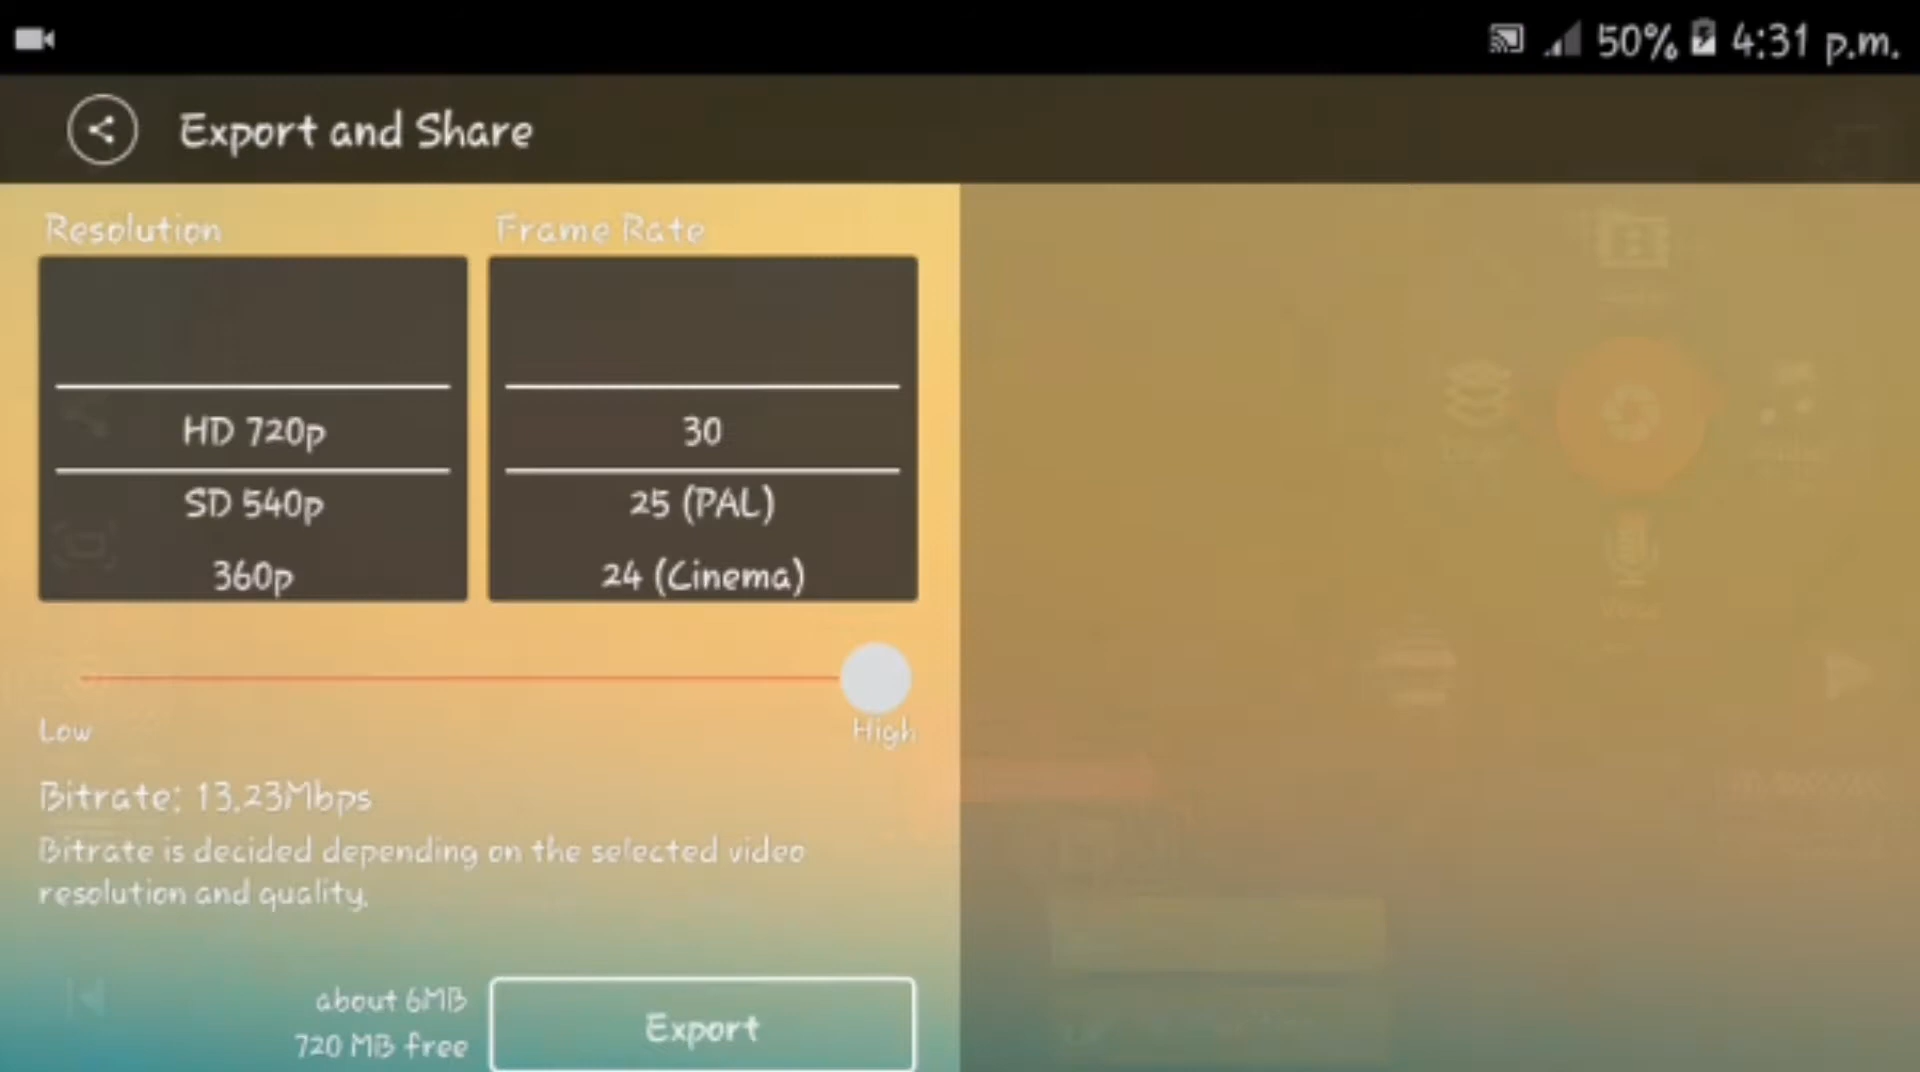 50% 4:31 p.m.
Export and Share
Resolution
Frame Rate
HD 720p
30
SD 540p
25 (PAL)
360p
24 (Cinema)
Low
High
Bitrate: 13.23Mbps
Bitrate is decided depending on the selected video
resolution and quality.
about 6MB
720 MB free
Export